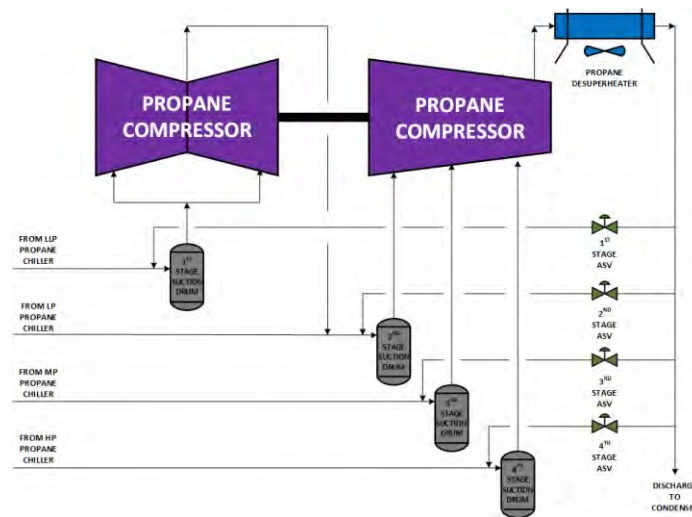 PROPANE
COMPRESSOR
PROPANE
COMPRESSOR
PROPANE
DESUPERHEATER
FROM LLP
PROPANE
CHILLER
1ST
STAGE
SUCTION
DRUM
1ST
STAGE
ASV
FROM LP
PROPANE
CHILLER
2ND
STAGE
SUCTION
DRUM
2ND
STAGE
ASV
FROM MP
PROPANE
CHILLER
3RD
STAGE
SUCTION
DRUM
3RD
STAGE
ASV
FROM HP
PROPANE
CHILLER
4TH
STAGE
SUCTION
DRUM
4TH
STAGE
ASV
DISCHARG
TO
CONDENSE